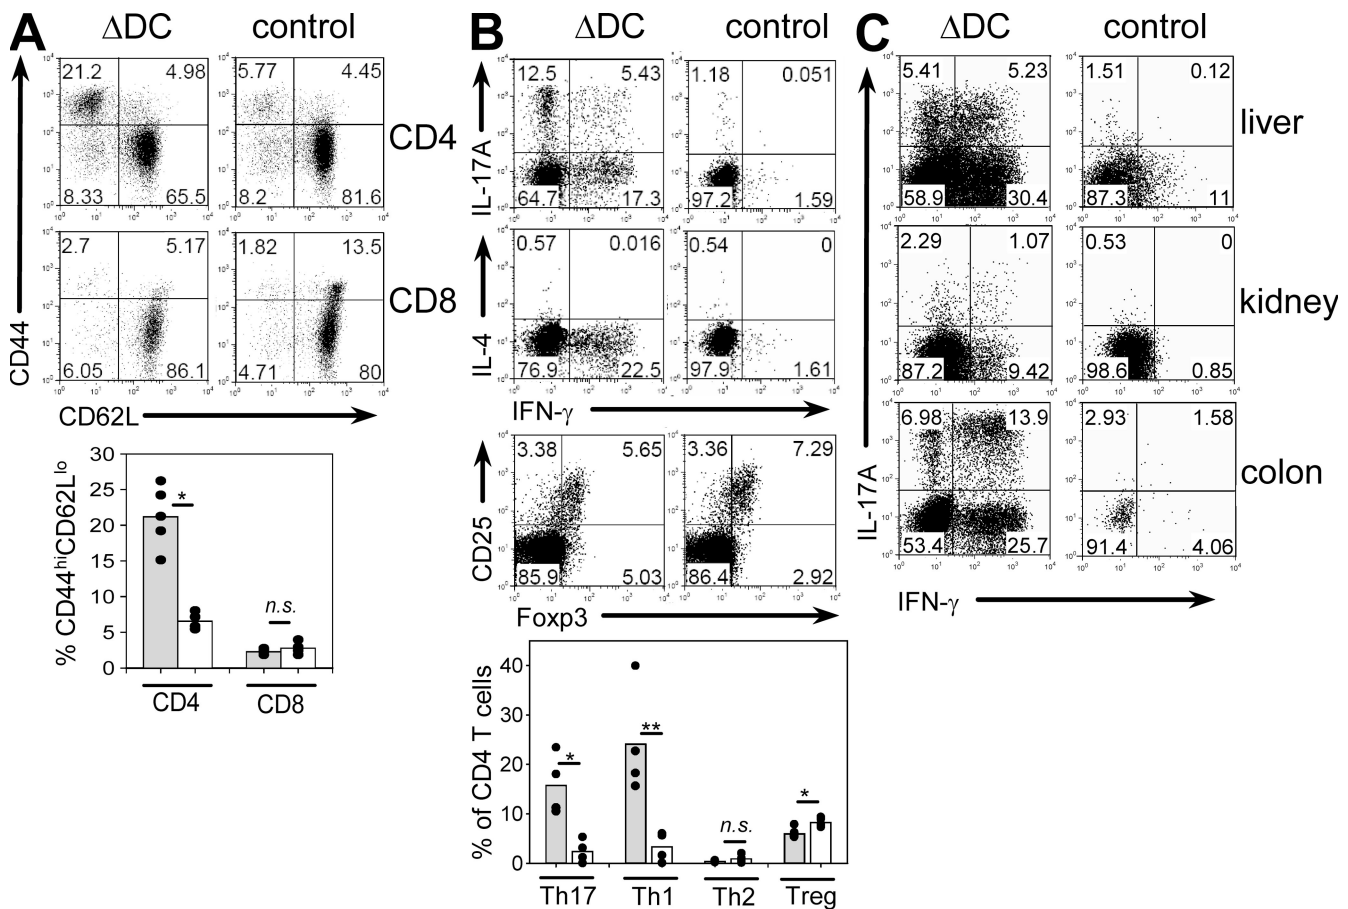 A ΔDC control
21.2 4.98 5.77 4.45
CD4
8.33 65.5 8.2 81.6
2.7 5.17 1.82 13.5
CD8
6.05 86.1 4.71 80
CD44
CD62L
% CD44hiCD62Llo
30
25
20
15
10
5
0
*
n.s.
CD4 CD8
B ΔDC control
12.5 5.43 1.18 0.051
IL-17A
64.7 17.3 97.2 1.59
0.57 0.016 0.54 0
IL-4
76.9 22.5 97.9 1.61
IFN-γ
3.38 5.65 3.36 7.29
CD25
85.9 5.03 86.4 2.92
Foxp3
% of CD4 T cells
40
30
20
10
0
*
**
n.s.
*
Th17 Th1 Th2 Treg
C ΔDC control
5.41 5.23 1.51 0.12
liver
58.9 30.4 87.3 11
2.29 1.07 0.53 0
kidney
87.2 9.42 98.6 0.85
6.98 13.9 2.93 1.58
colon
53.4 25.7 91.4 4.06
IL-17A
IFN-γ